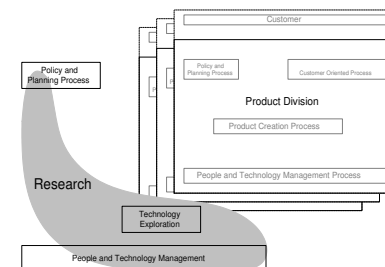 Customer
Policy and
Planning Process
Customer Oriented Process
Product Division
Product Creation Process
People and Technology Management Process
Policy and
Planning Process
Research
Technology
Exploration
People and Technology Management